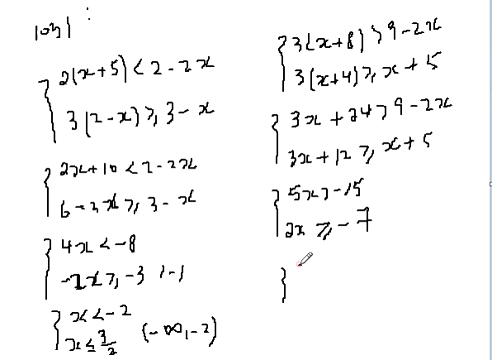 1031:
2(x+5) < 2-2x
3(2-x) ≥ 3-x
2x+10 < 2-2x
6-3x ≥ 3-x
4x < -8
-2x ≥ -3 |·-1
x < -2
x ≤ 3/2 (-∞, -2)
3(x+8) > 9-2x
3(x+4) ≥ x+5
3x+24 > 9-2x
3x+12 ≥ x+5
5x > -15
2x ≥ -7